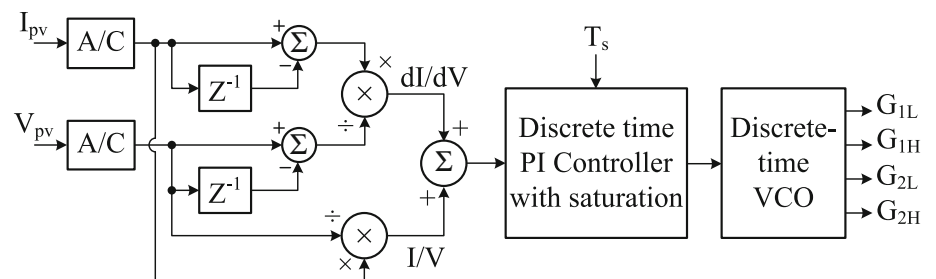 I_pv
A/C
+
Σ
−
Z⁻¹
×
×
÷
dI/dV
V_pv
A/C
+
Σ
−
Z⁻¹
÷
×
×
I/V
+
Σ
+
T_s
Discrete time
PI Controller
with saturation
Discrete-
time
VCO
G_1L
G_1H
G_2L
G_2H